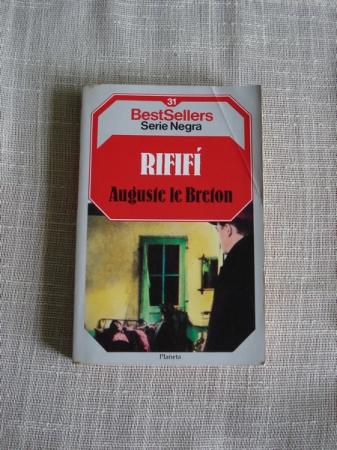 31
BestSellers
Serie Negra
RIFIFÍ
Auguste le Breton
Planeta